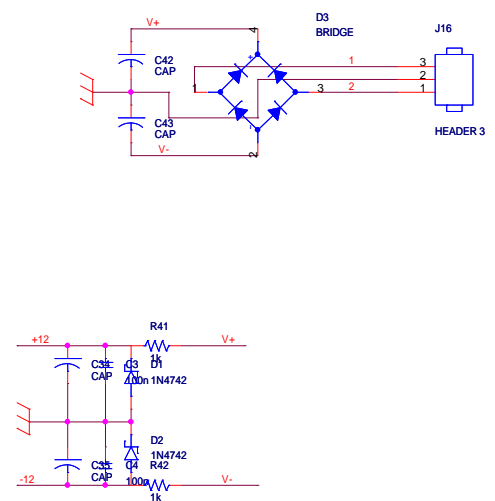 D3
BRIDGE
J16
V+
4
C42
CAP
+
1
3
2
1
1
3
2
C43
CAP
-
V-
2
HEADER 3
R41
1k
+12
V+
C34
CAP
C3
100n
D1
1N4742
D2
1N4742
C35
CAP
C4
100n
R42
1k
-12
V-